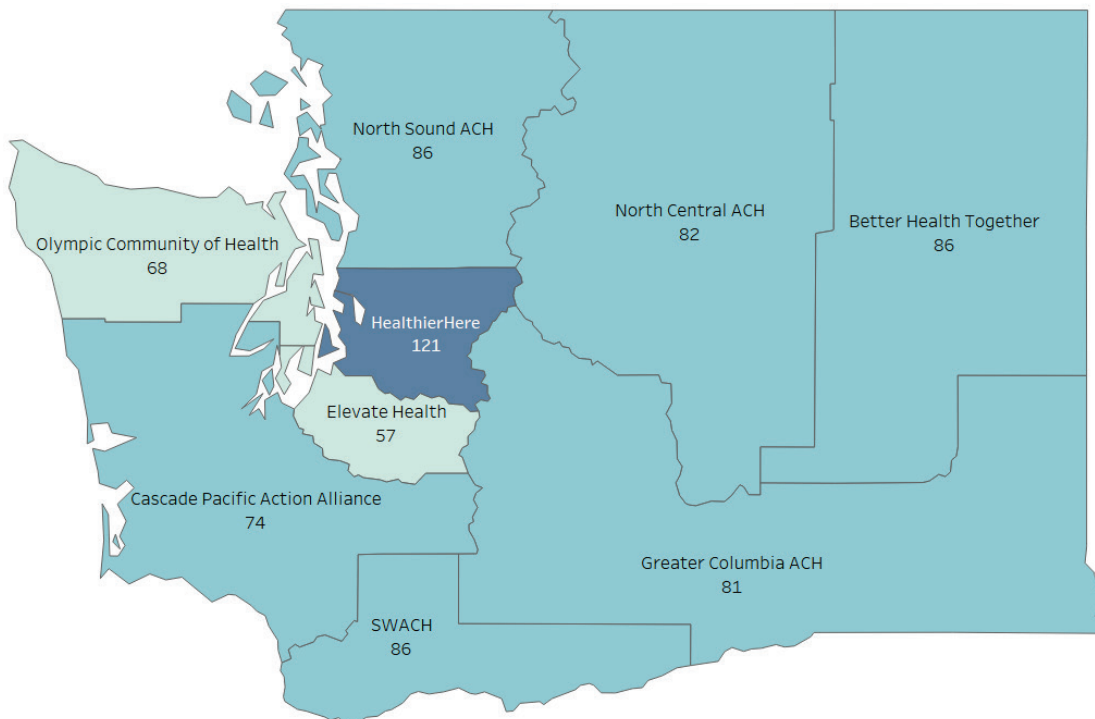 North Sound ACH
86
North Central ACH
82
Better Health Together
86
Olympic Community of Health
68
HealthierHere
121
Elevate Health
57
Cascade Pacific Action Alliance
74
Greater Columbia ACH
81
SWACH
86